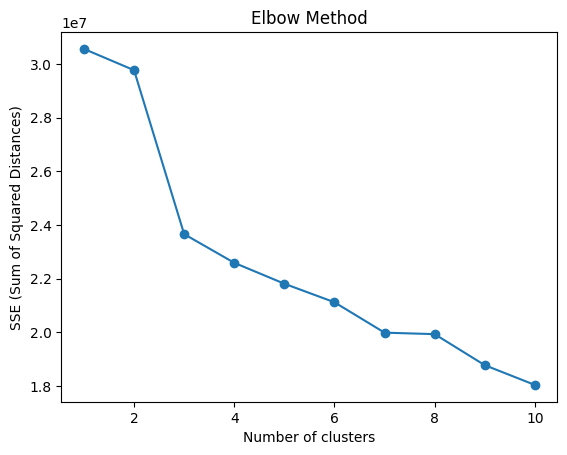 Elbow Method
1e7
3.0
2.8
2.6
2.4
2.2
2.0
1.8
SSE (Sum of Squared Distances)
2 4 6 8 10
Number of clusters